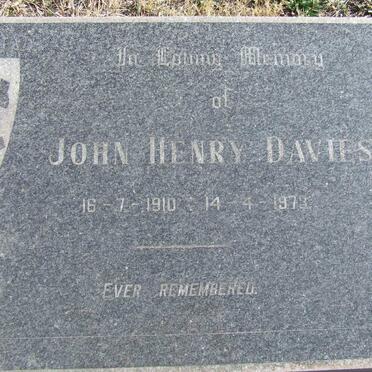 In Loving Memory
of
JOHN HENRY DAVIES
16-7-1910 : 14-4-1973
EVER REMEMBERED.